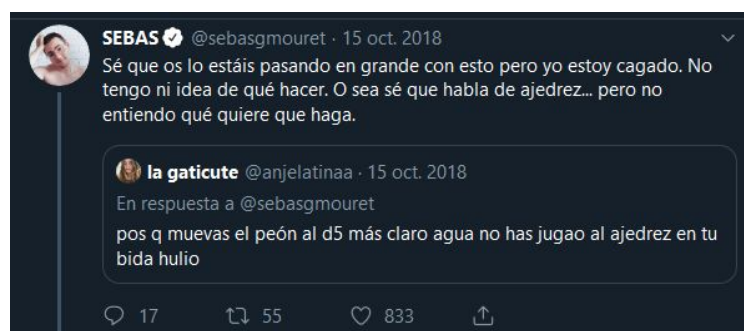 SEBAS @sebasgmouret · 15 oct. 2018
Sé que os lo estáis pasando en grande con esto pero yo estoy cagado. No
tengo ni idea de qué hacer. O sea sé que habla de ajedrez... pero no
entiendo qué quiere que haga.
la gaticute @anjelatinaa · 15 oct. 2018
En respuesta a @sebasgmouret
pos q muevas el peón al d5 más claro agua no has jugao al ajedrez en tu
bida hulio
17 55 833